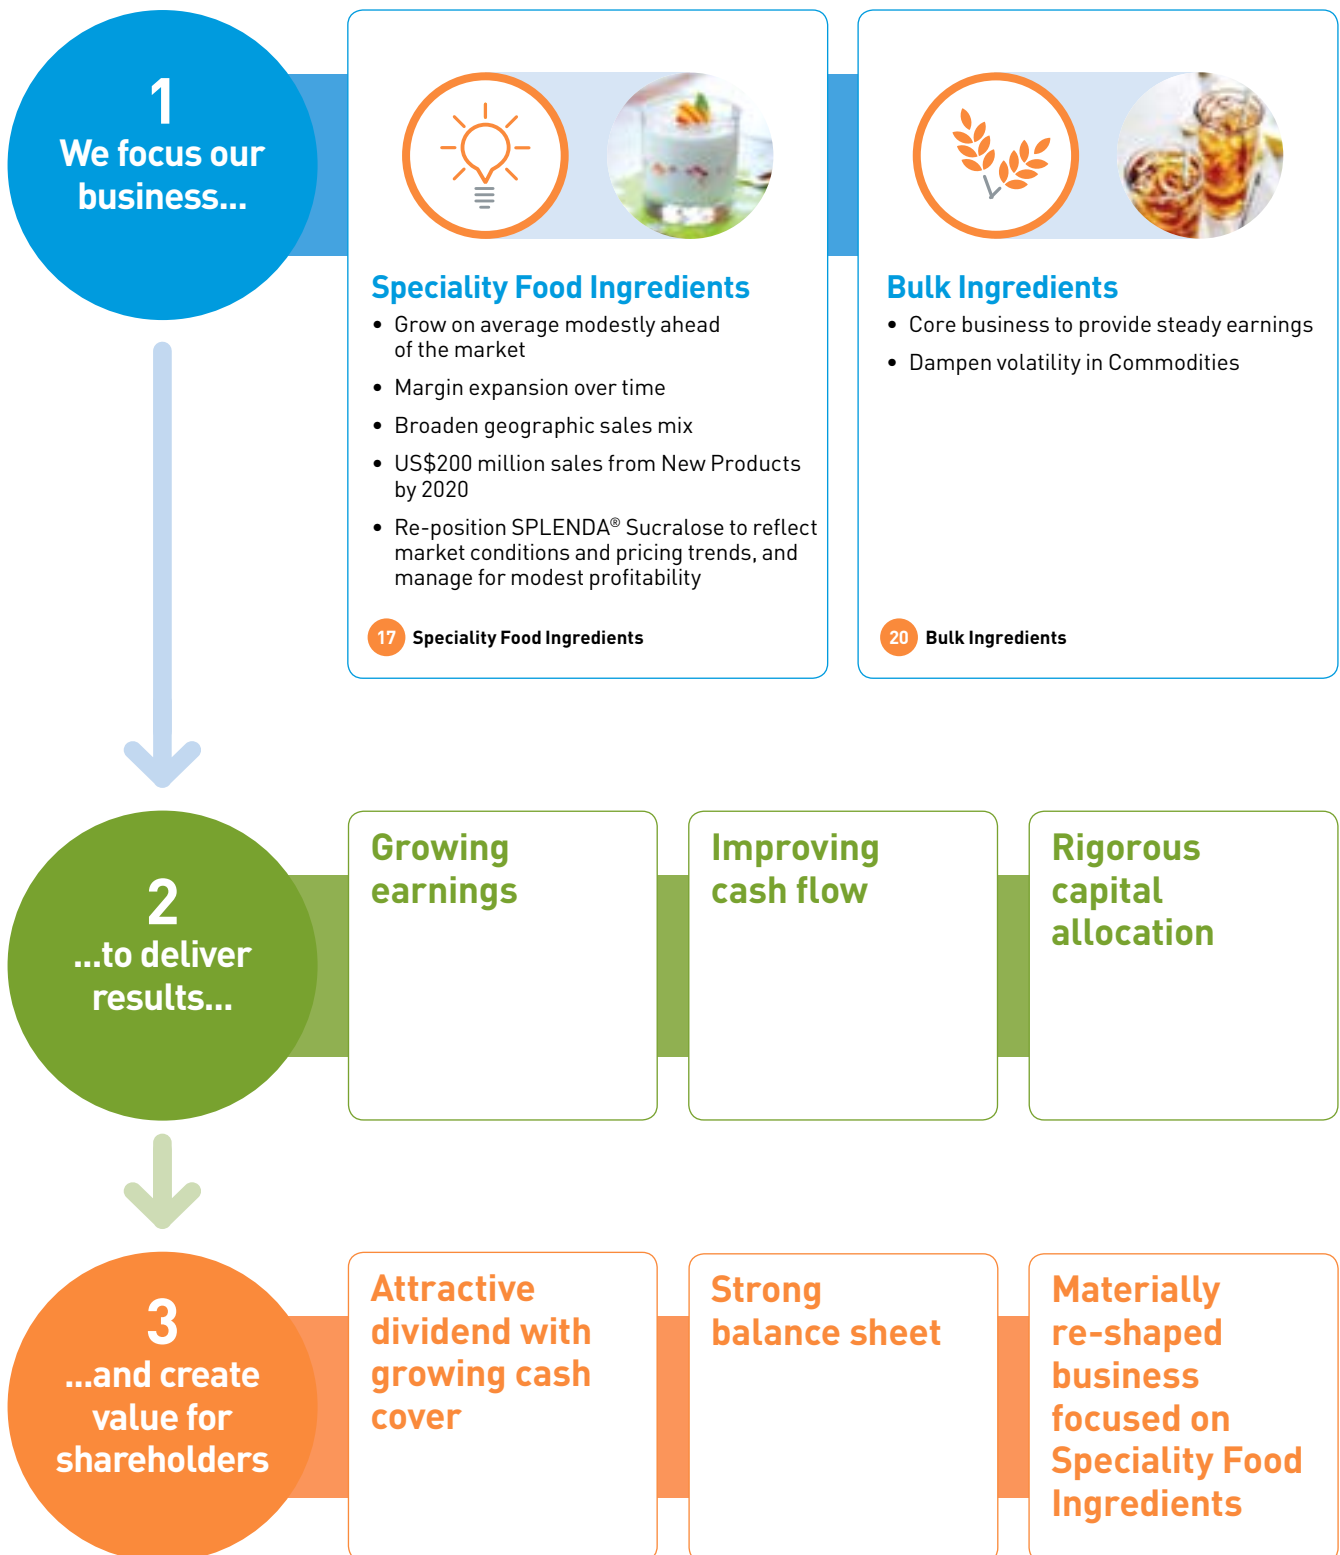 1
We focus our
business...
Speciality Food Ingredients
• Grow on average modestly ahead
of the market
• Margin expansion over time
• Broaden geographic sales mix
• US$200 million sales from New Products
by 2020
• Re-position SPLENDA® Sucralose to reflect
market conditions and pricing trends, and
manage for modest profitability
17 Speciality Food Ingredients
Bulk Ingredients
• Core business to provide steady earnings
• Dampen volatility in Commodities
20 Bulk Ingredients
2
...to deliver
results...
Growing
earnings
Improving
cash flow
Rigorous
capital
allocation
3
...and create
value for
shareholders
Attractive
dividend with
growing cash
cover
Strong
balance sheet
Materially
re-shaped
business
focused on
Speciality Food
Ingredients